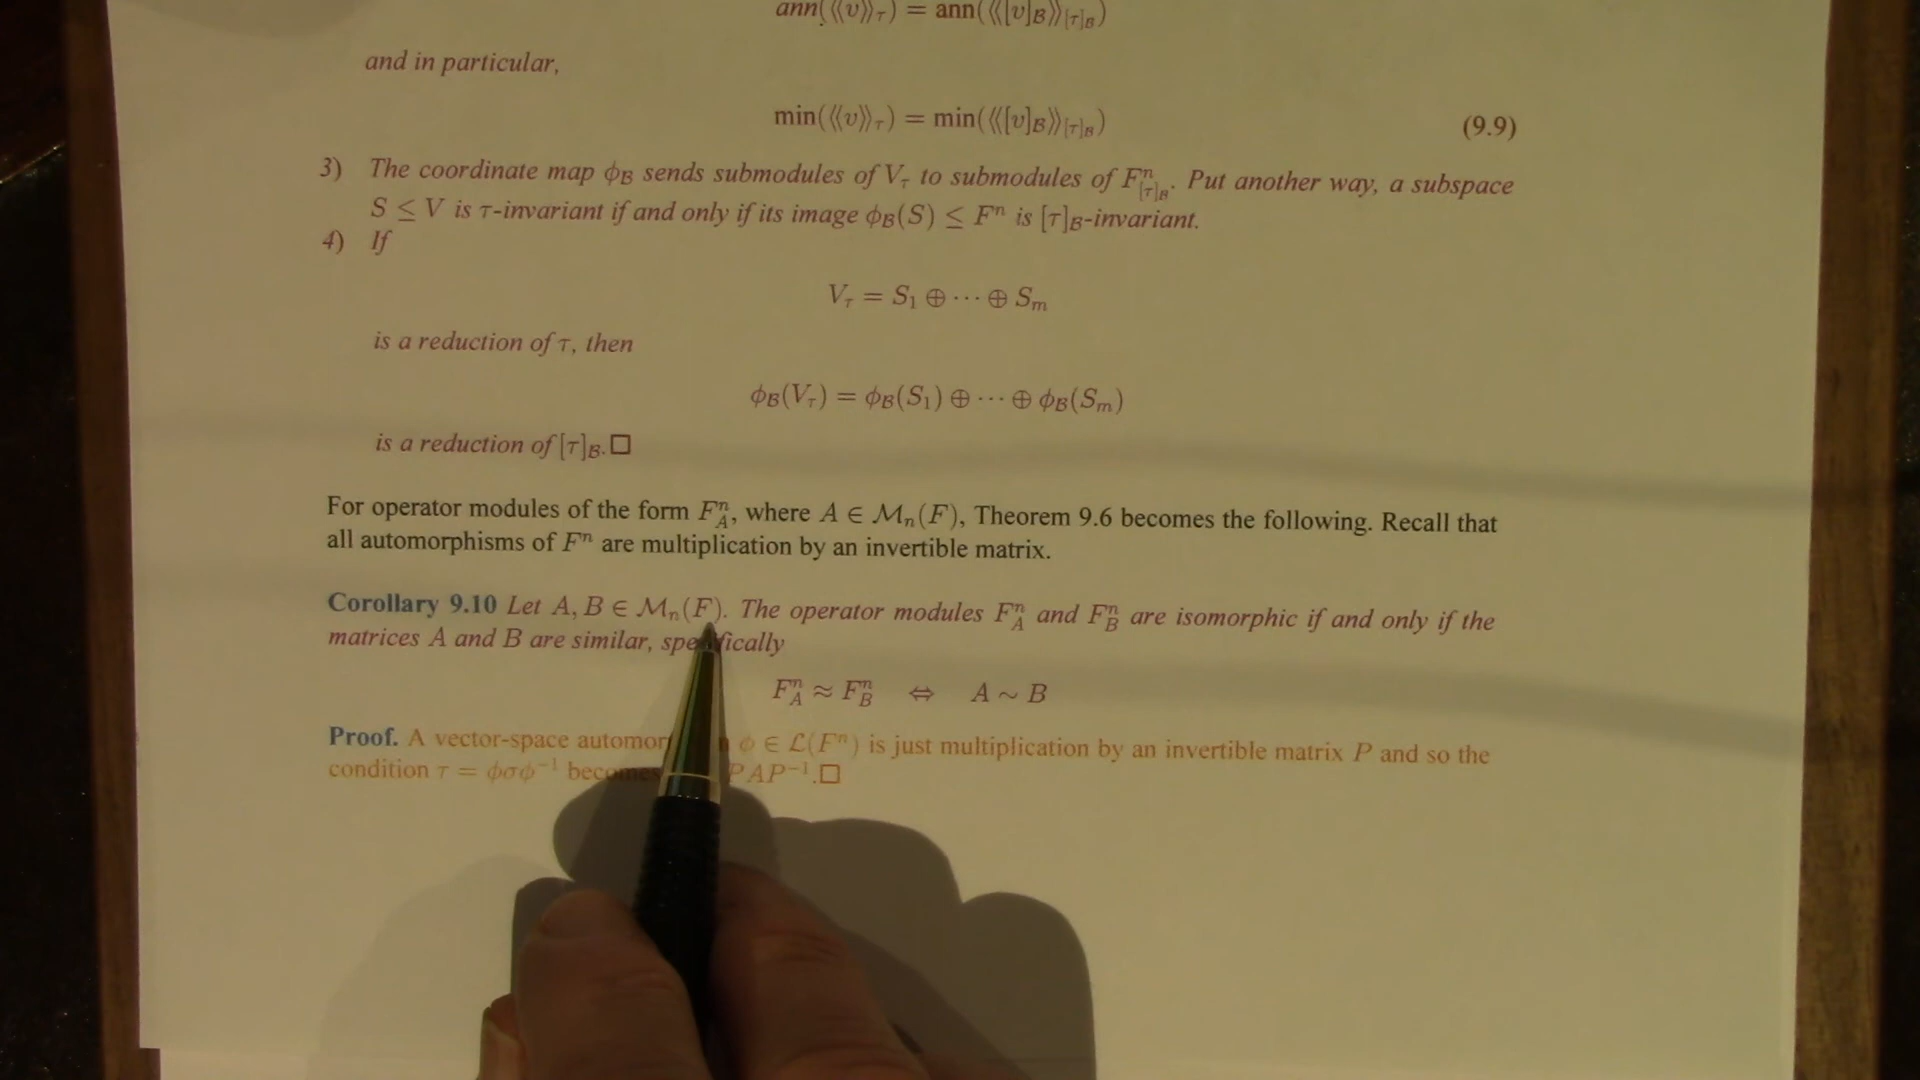 ann(⟨⟨v⟩⟩_τ) = ann(⟨⟨[v]_B⟩⟩_{[τ]_B})
and in particular,
min(⟨⟨v⟩⟩_τ) = min(⟨⟨[v]_B⟩⟩_{[τ]_B}) (9.9)
3) The coordinate map ϕ_B sends submodules of V_τ to submodules of F^n_{[τ]_B}. Put another way, a subspace
S ≤ V is τ-invariant if and only if its image ϕ_B(S) ≤ F^n is [τ]_B-invariant.
4) If
V_τ = S_1 ⊕ ⋯ ⊕ S_m
is a reduction of τ, then
ϕ_B(V_τ) = ϕ_B(S_1) ⊕ ⋯ ⊕ ϕ_B(S_m)
is a reduction of [τ]_B.□
For operator modules of the form F^n_A, where A ∈ M_n(F), Theorem 9.6 becomes the following. Recall that
all automorphisms of F^n are multiplication by an invertible matrix.
Corollary 9.10 Let A, B ∈ M_n(F). The operator modules F^n_A and F^n_B are isomorphic if and only if the
matrices A and B are similar, specifically
F^n_A ≈ F^n_B ⇔ A ∼ B
Proof. A vector-space automor ϕ ∈ L(F^n) is just multiplication by an invertible matrix P and so the
condition τ = ϕσϕ^{-1} becomes PAP^{-1}.□